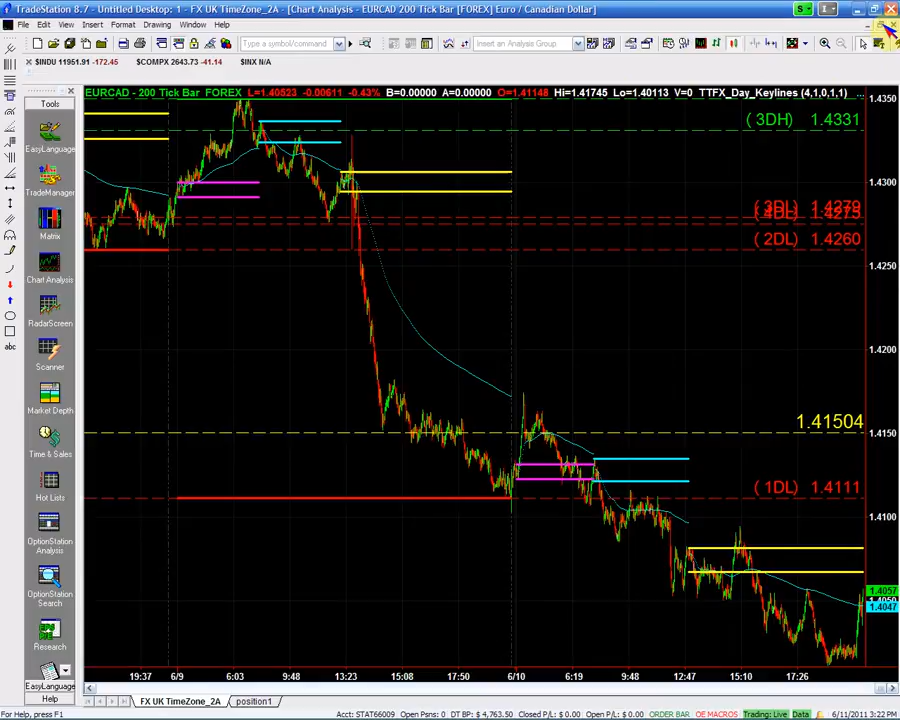 TradeStation 8.7 - Untitled Desktop: 1 - FX UK TimeZone_2A - [Chart Analysis - EURCAD 200 Tick Bar [FOREX] Euro / Canadian Dollar]
File Edit View Insert Format Drawing Window Help
Type a symbol/command
Insert an Analysis Group
$INDU 11951.91 -172.45 $COMPX 2643.73 -41.14 $INX N/A
EURCAD - 200 Tick Bar FOREX L=1.40523 -0.00611 -0.43% B=0.00000 A=0.00000 O=1.41148 Hi=1.41745 Lo=1.40113 V=0 TTFX_Day_Keylines (4,1,0,1,1) ...
Tools
EasyLanguage
TradeManager
Matrix
Chart Analysis
RadarScreen
Scanner
Market Depth
Time & Sales
Hot Lists
OptionStation
Analysis
OptionStation
Search
Research
EasyLanguage
Help
abc
1.4350
( 3DH) 1.4331
1.4300
( 3DL) 1.4279
( 4DL) 1.4275
( 2DL) 1.4260
1.4250
1.4200
1.41504
1.4150
( 1DL) 1.4111
1.4100
1.4057
1.4050
1.4047
19:37 6/9 9:48 13:23 15:08 17:50 6/10 6:19 9:48 12:47 15:10 17:26
FX UK TimeZone_2A position1
For Help, press F1
Acct: STAT66009 Open Psns: 0 DT BP: $ 4,763.50 Closed P/L: $ 0.00 Open P/L: $ 0.00 ORDER BAR OE MACROS Trading: Live Data 6/11/2011 3:22 PM